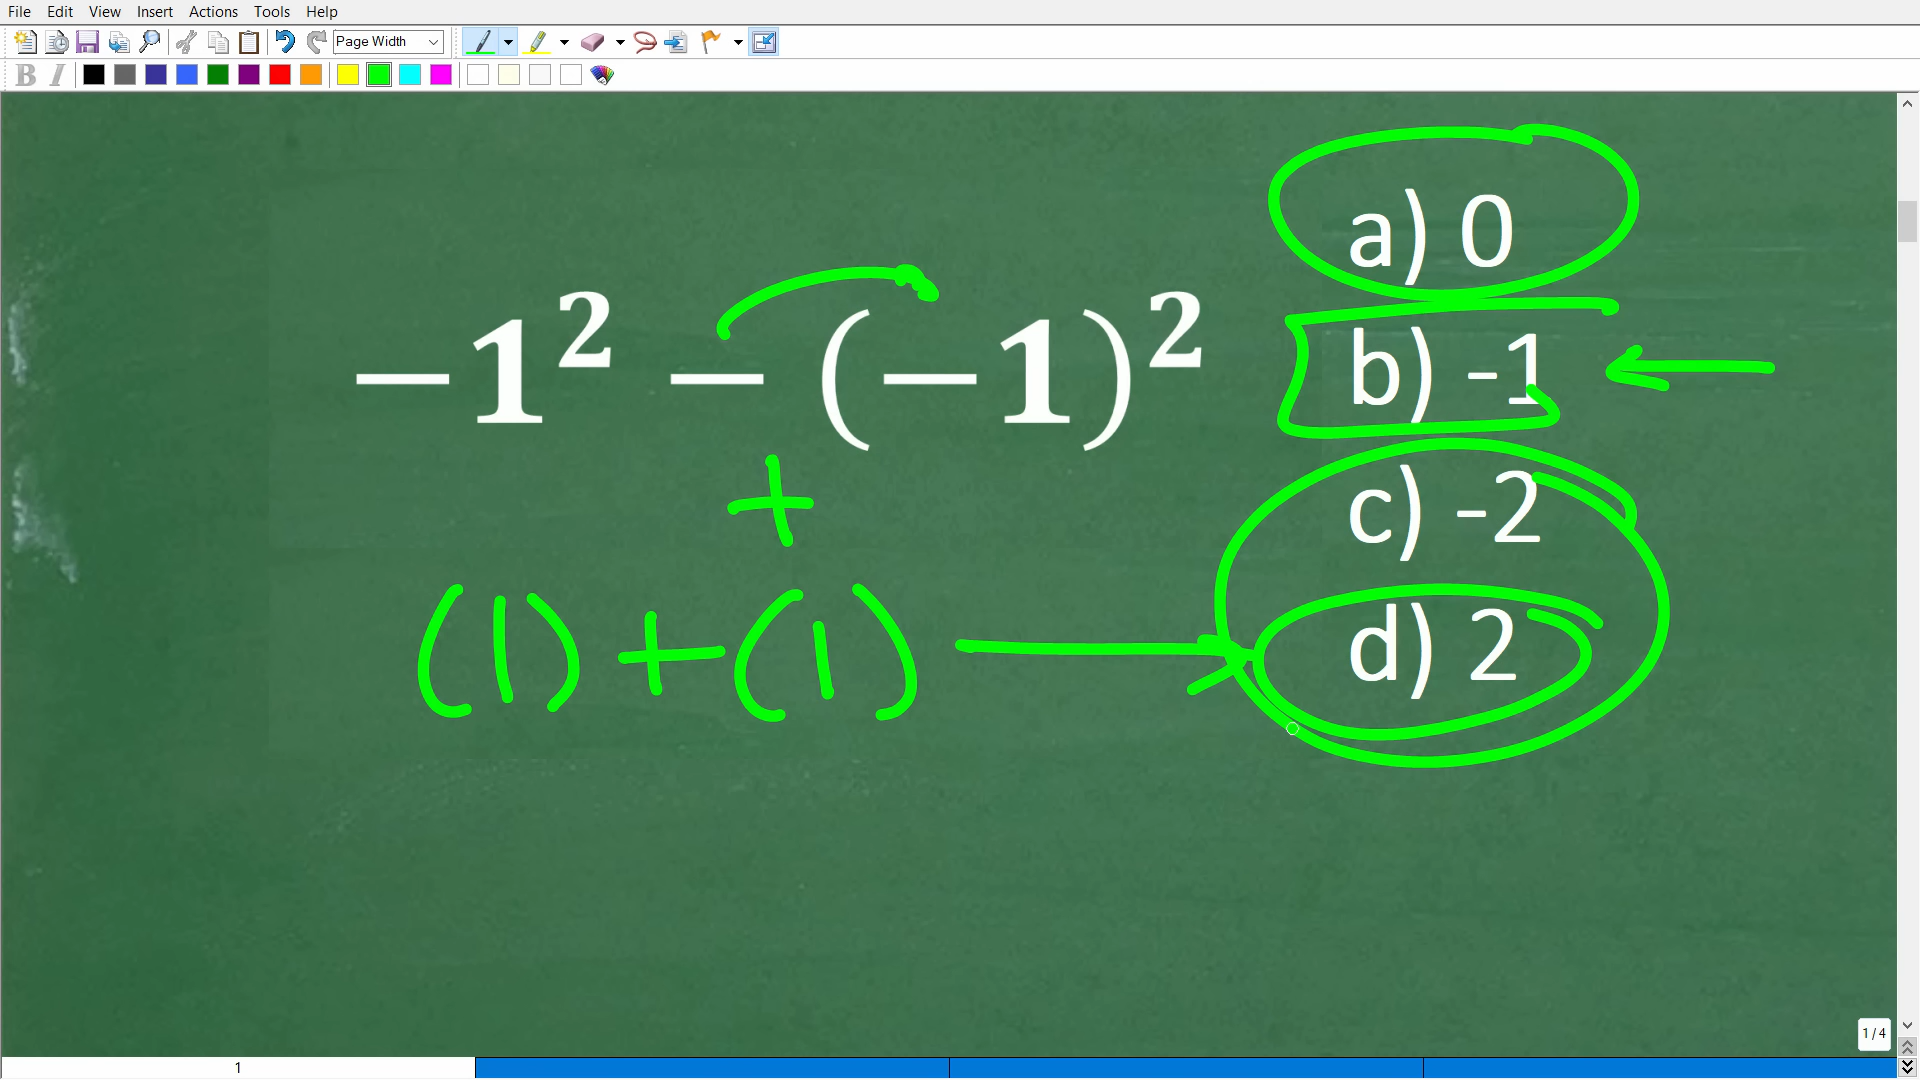 File Edit View Insert Actions Tools Help
Page Width
B I
a) 0
−1² − (−1)²
b) -1
+
c) -2
(1) + (1)
d) 2
1 / 4
1